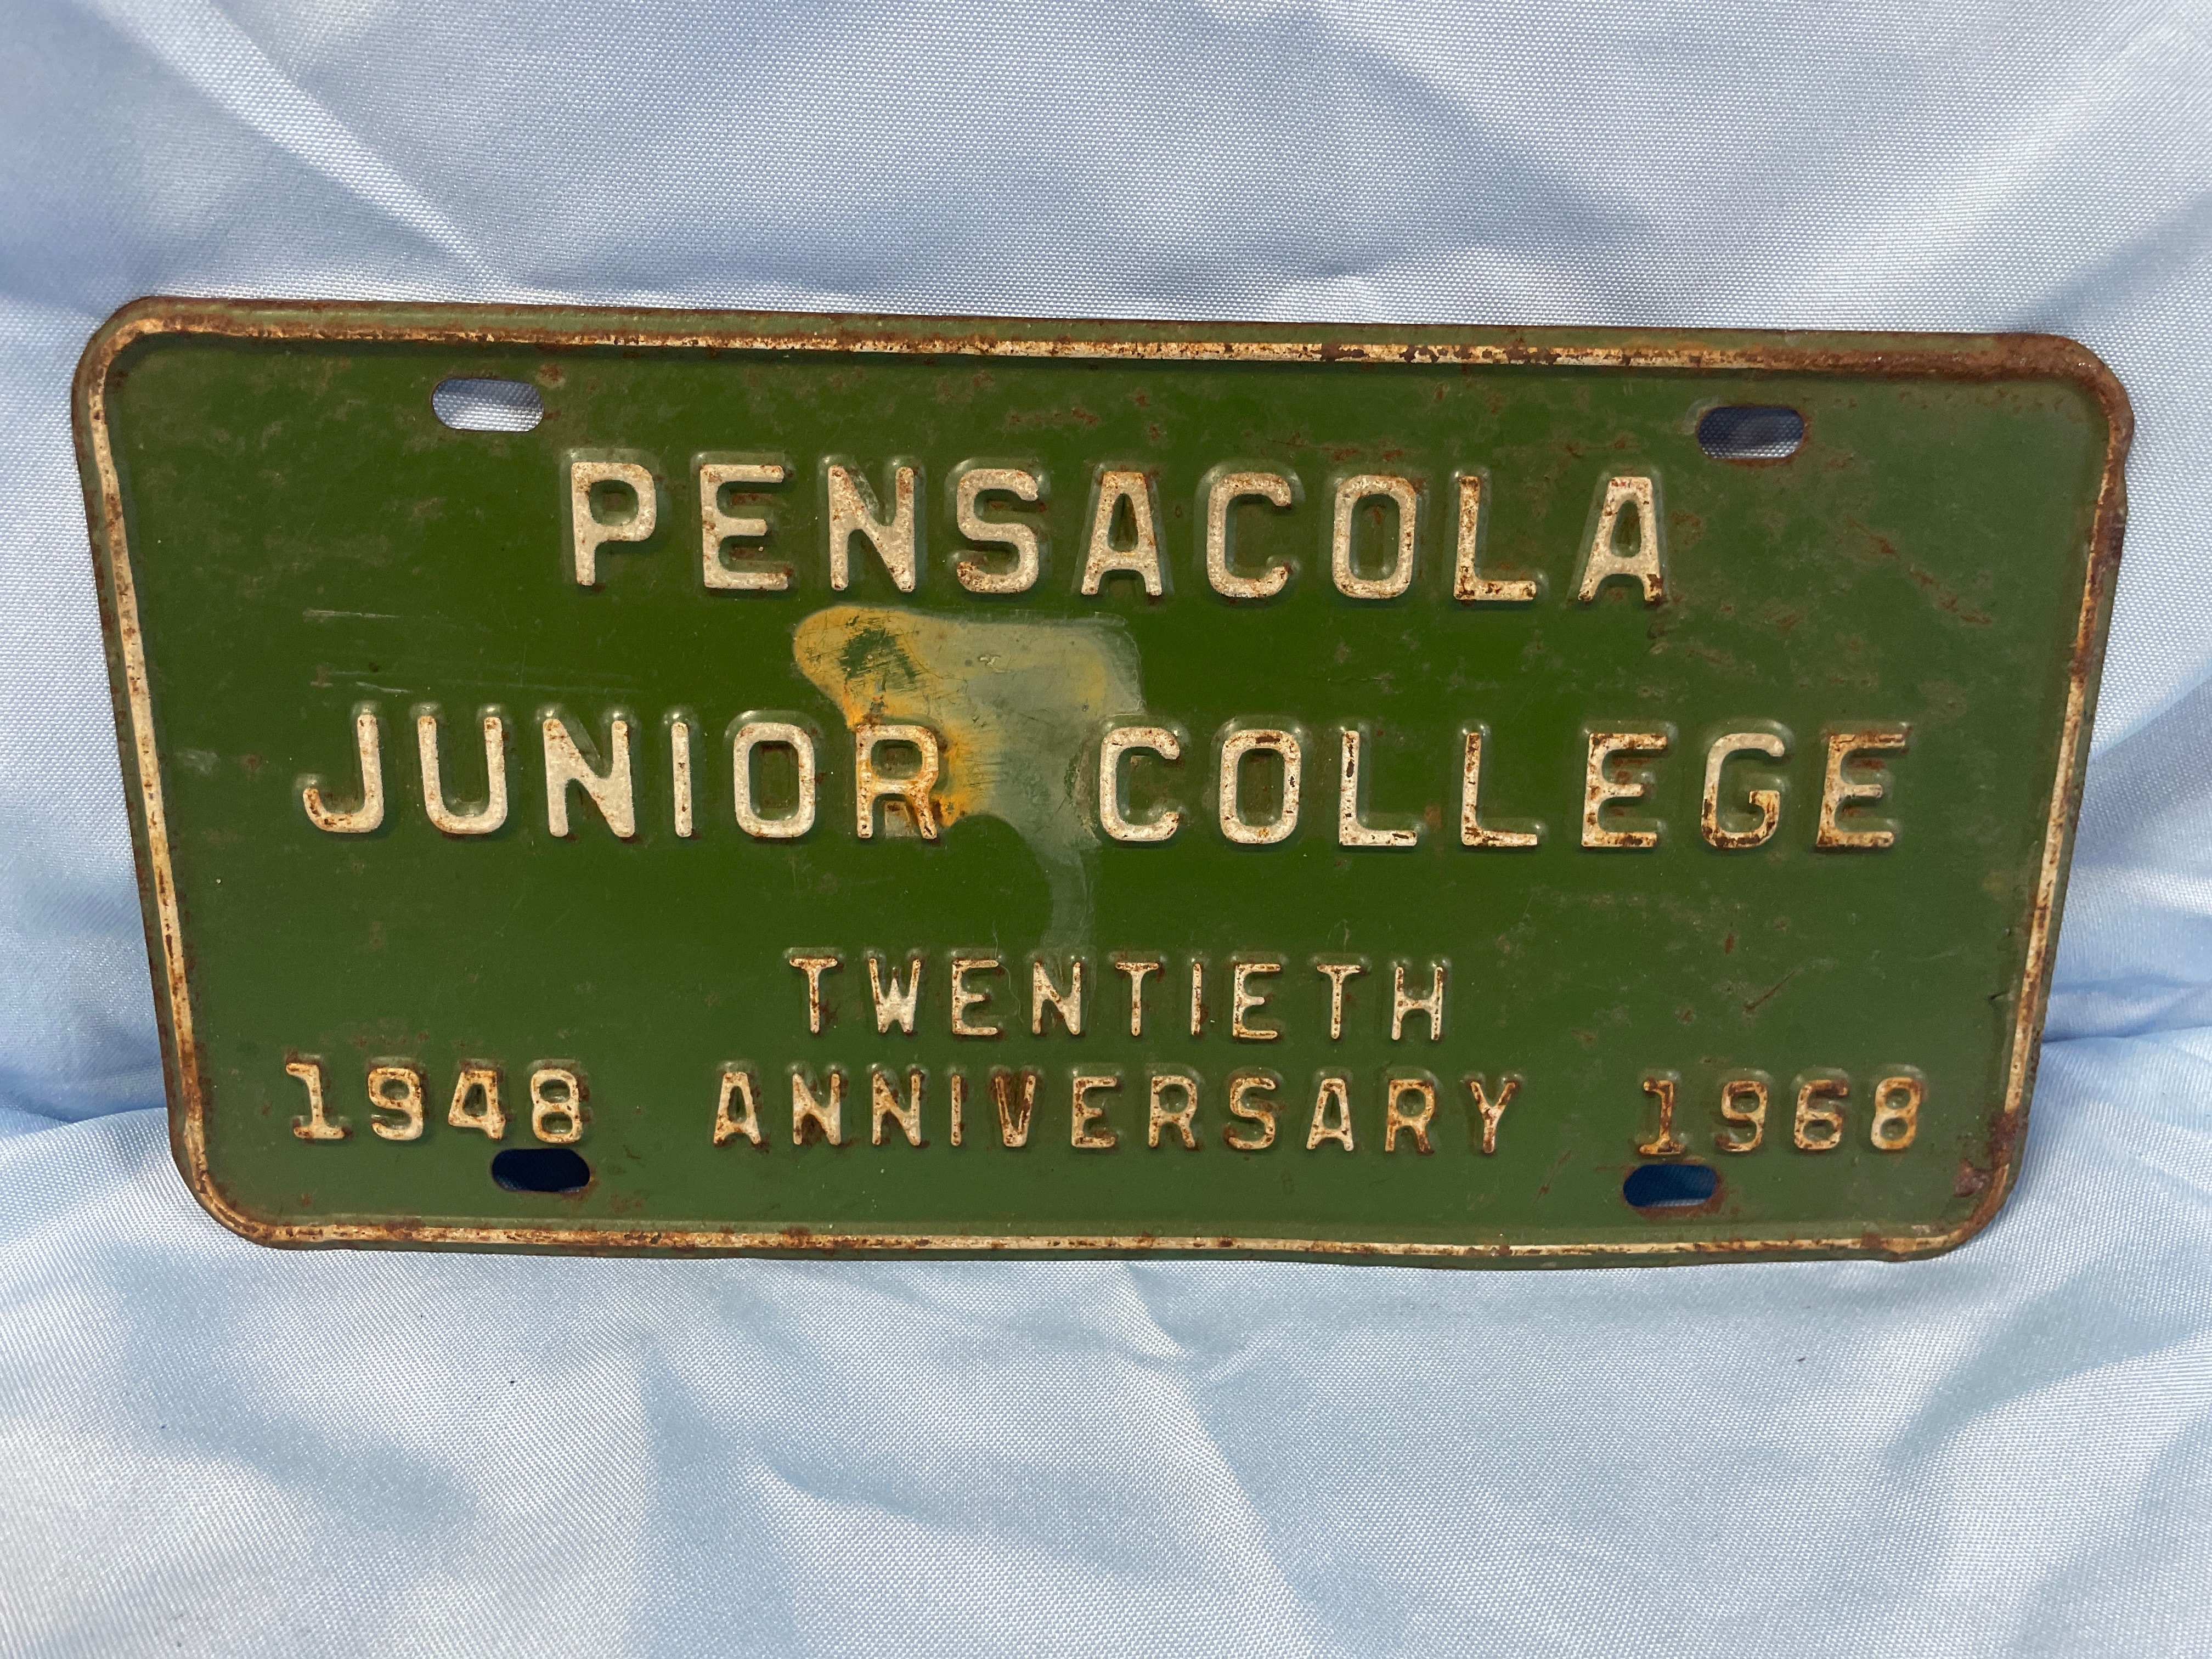 PENSACOLA
JUNIOR COLLEGE
TWENTIETH
1948 ANNIVERSARY 1968